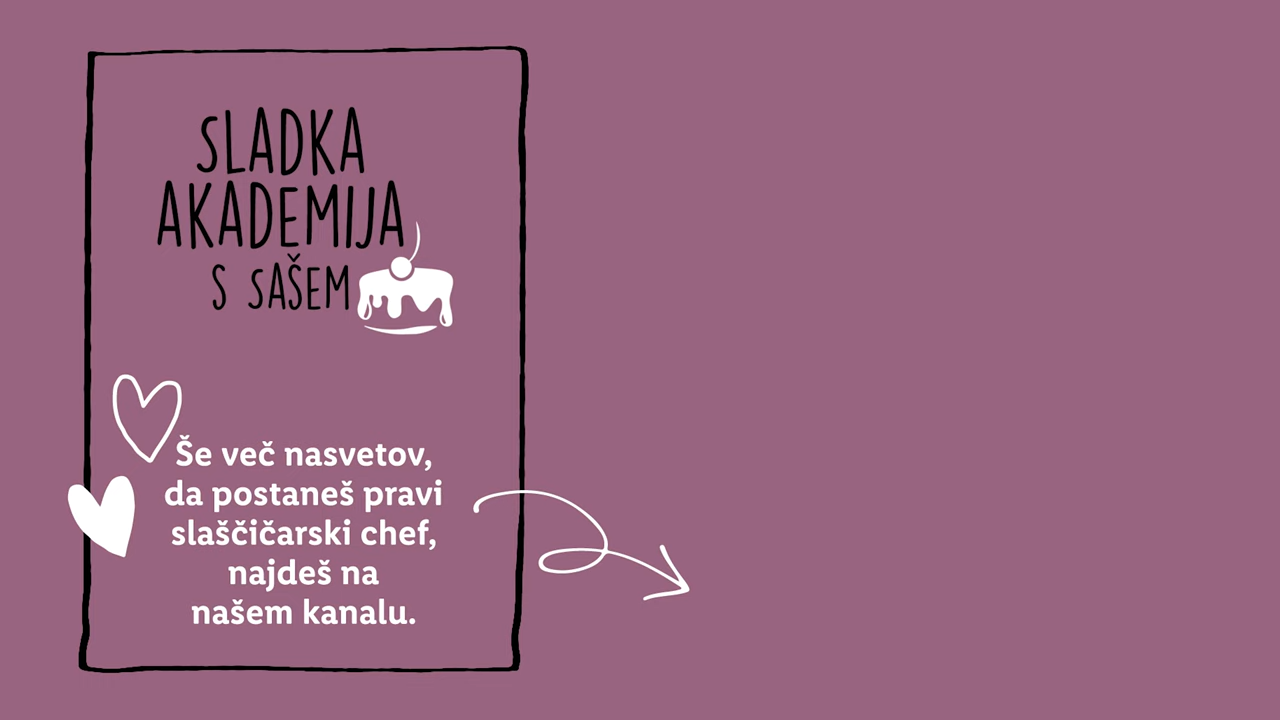 SLADKA
AKADEMIJA
S SAŠEM
Še več nasvetov,
da postaneš pravi
slaščičarski chef,
najdeš na
našem kanalu.